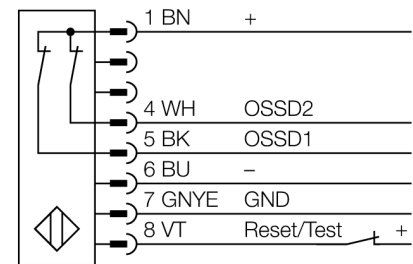 1 BN +
4 WH OSSD2
5 BK OSSD1
6 BU –
7 GNYE GND
8 VT Reset/Test +